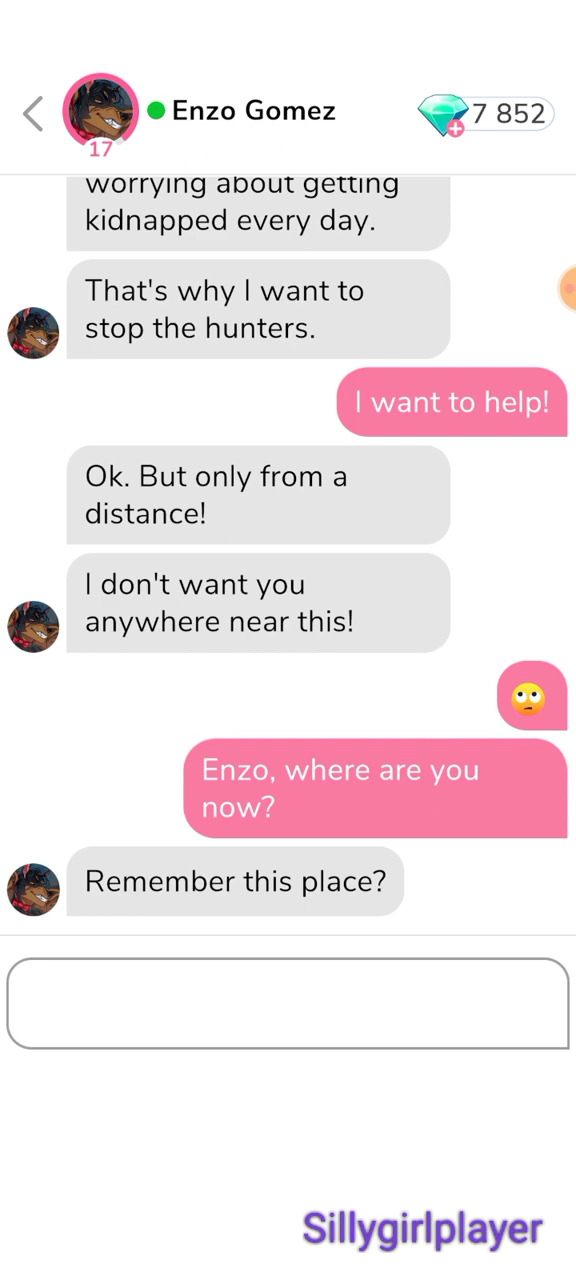 Enzo Gomez
7 852
17
worrying about getting
kidnapped every day.
That's why I want to
stop the hunters.
I want to help!
Ok. But only from a
distance!
I don't want you
anywhere near this!
Enzo, where are you
now?
Remember this place?
Sillygirlplayer